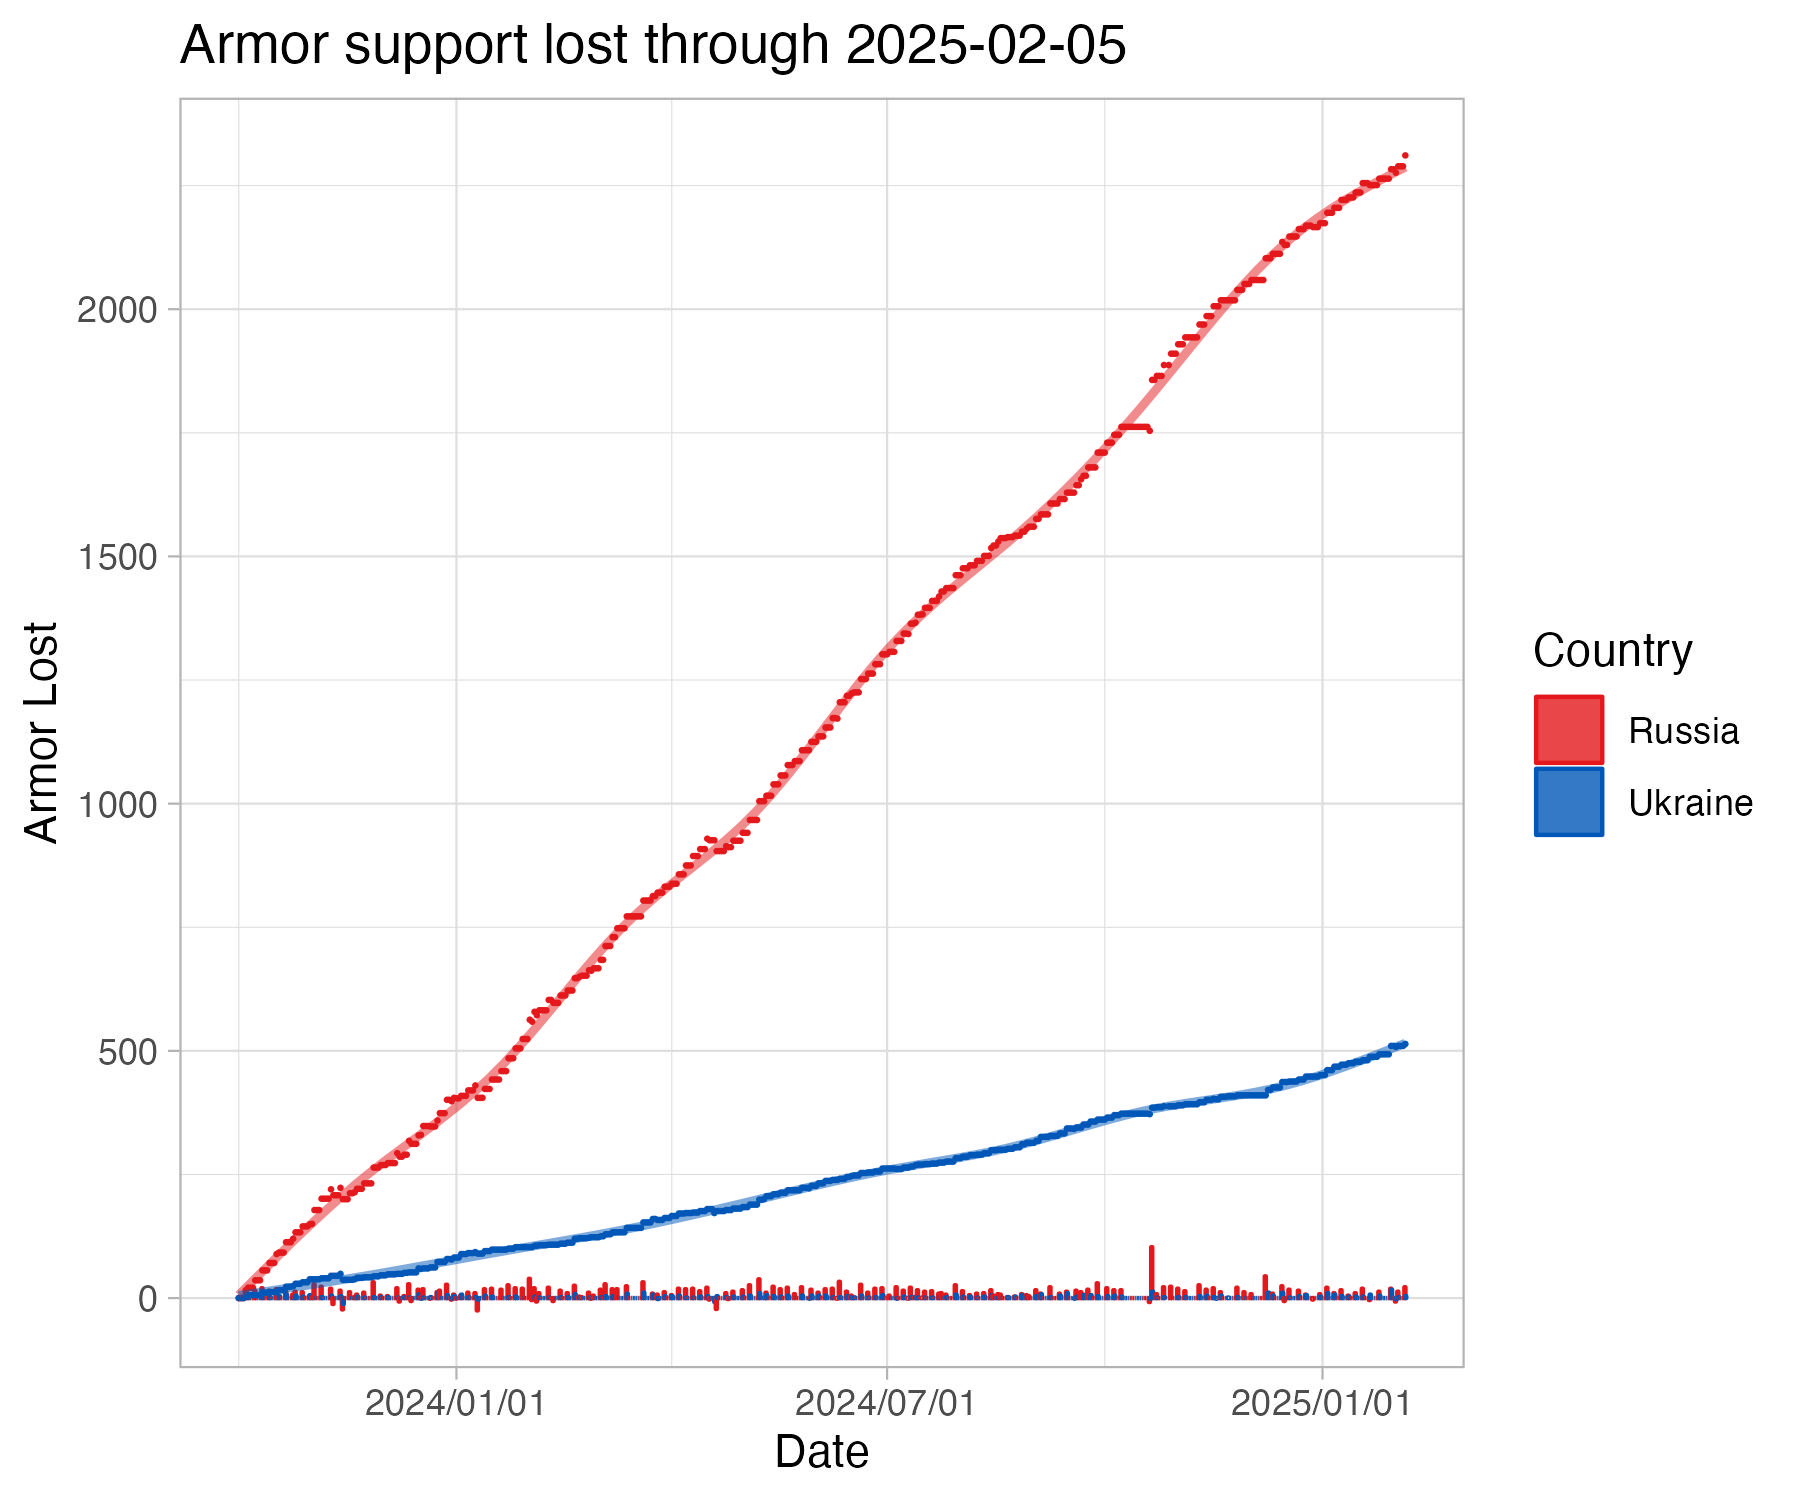 Armor support lost through 2025-02-05
Armor Lost
2000
1500
1000
500
0
2024/01/01
2024/07/01
2025/01/01
Date
Country
Russia
Ukraine